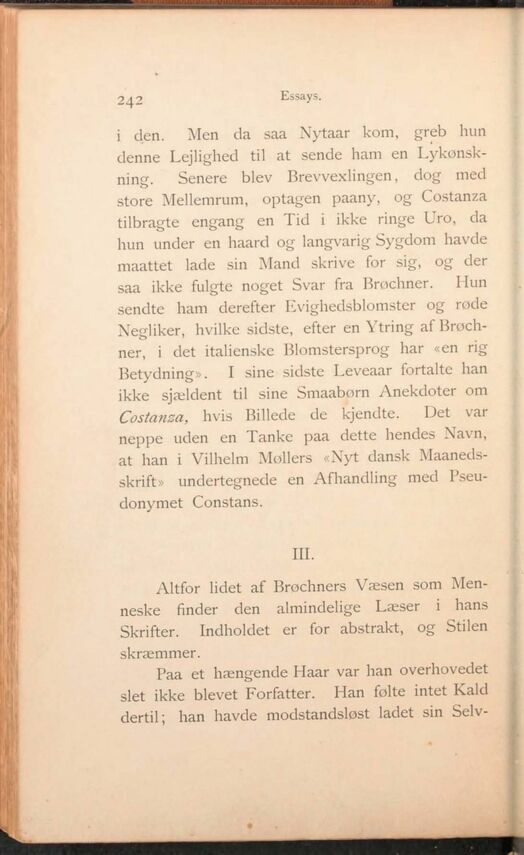 242
Essays.
i den. Men da saa Nytaar kom, greb hun
denne Lejlighed til at sende ham en Lykønsk-
ning. Senere blev Brevvexlingen, dog med
store Mellemrum, optagen paany, og Costanza
tilbragte engang en Tid i ikke ringe Uro, da
hun under en haard og langvarig Sygdom havde
maattet lade sin Mand skrive for sig, og der
saa ikke fulgte noget Svar fra Brøchner. Hun
sendte ham derefter Evighedsblomster og røde
Negliker, hvilke sidste, efter en Ytring af Brøch-
ner, i det italienske Blomstersprog har «en rig
Betydning». I sine sidste Leveaar fortalte han
ikke sjældent til sine Smaabørn Anekdoter om
Costanza, hvis Billede de kjendte. Det var
neppe uden en Tanke paa dette hendes Navn,
at han i Vilhelm Møllers «Nyt dansk Maaneds-
skrift» undertegnede en Afhandling med Pseu-
donymet Constans.
III.
Altfor lidet af Brøchners Væsen som Men-
neske finder den almindelige Læser i hans
Skrifter. Indholdet er for abstrakt, og Stilen
skræmmer.
Paa et hængende Haar var han overhovedet
slet ikke blevet Forfatter. Han følte intet Kald
dertil; han havde modstandsløst ladet sin Selv-